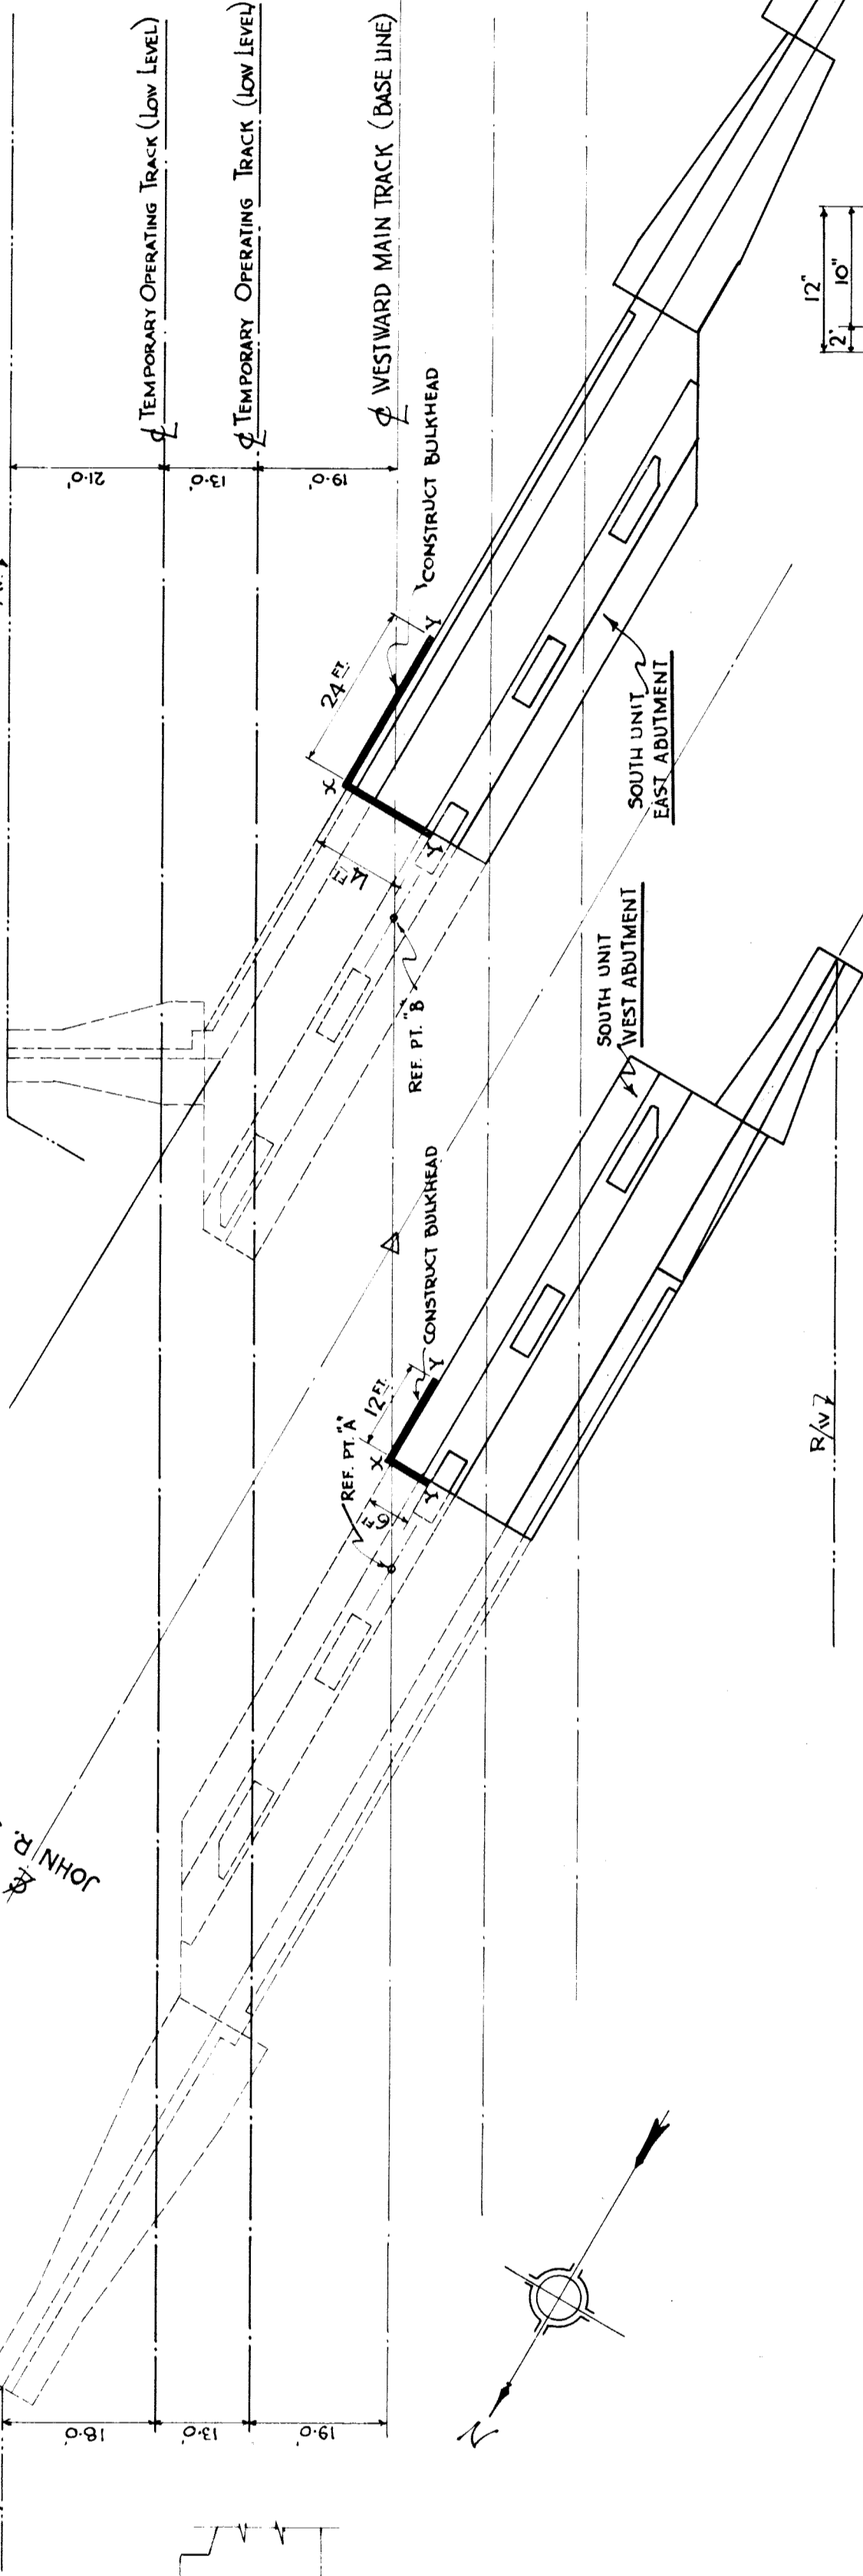 ℄ TEMPORARY OPERATING TRACK (LOW LEVEL)
℄ TEMPORARY OPERATING TRACK (LOW LEVEL)
℄ WESTWARD MAIN TRACK (BASE LINE)
21'-0"
13'-0"
19'-0"
CONSTRUCT BULKHEAD
24 FT.
X
Y
Y
FT.
REF. PT. "B"
SOUTH UNIT
EAST ABUTMENT
SOUTH UNIT
WEST ABUTMENT
CONSTRUCT BULKHEAD
12 FT.
X
Y
Y
6 FT.
REF. PT. "A"
12"
2"
10"
R/W
℄ JOHN R.
18'-0"
13'-0"
19'-0"
N